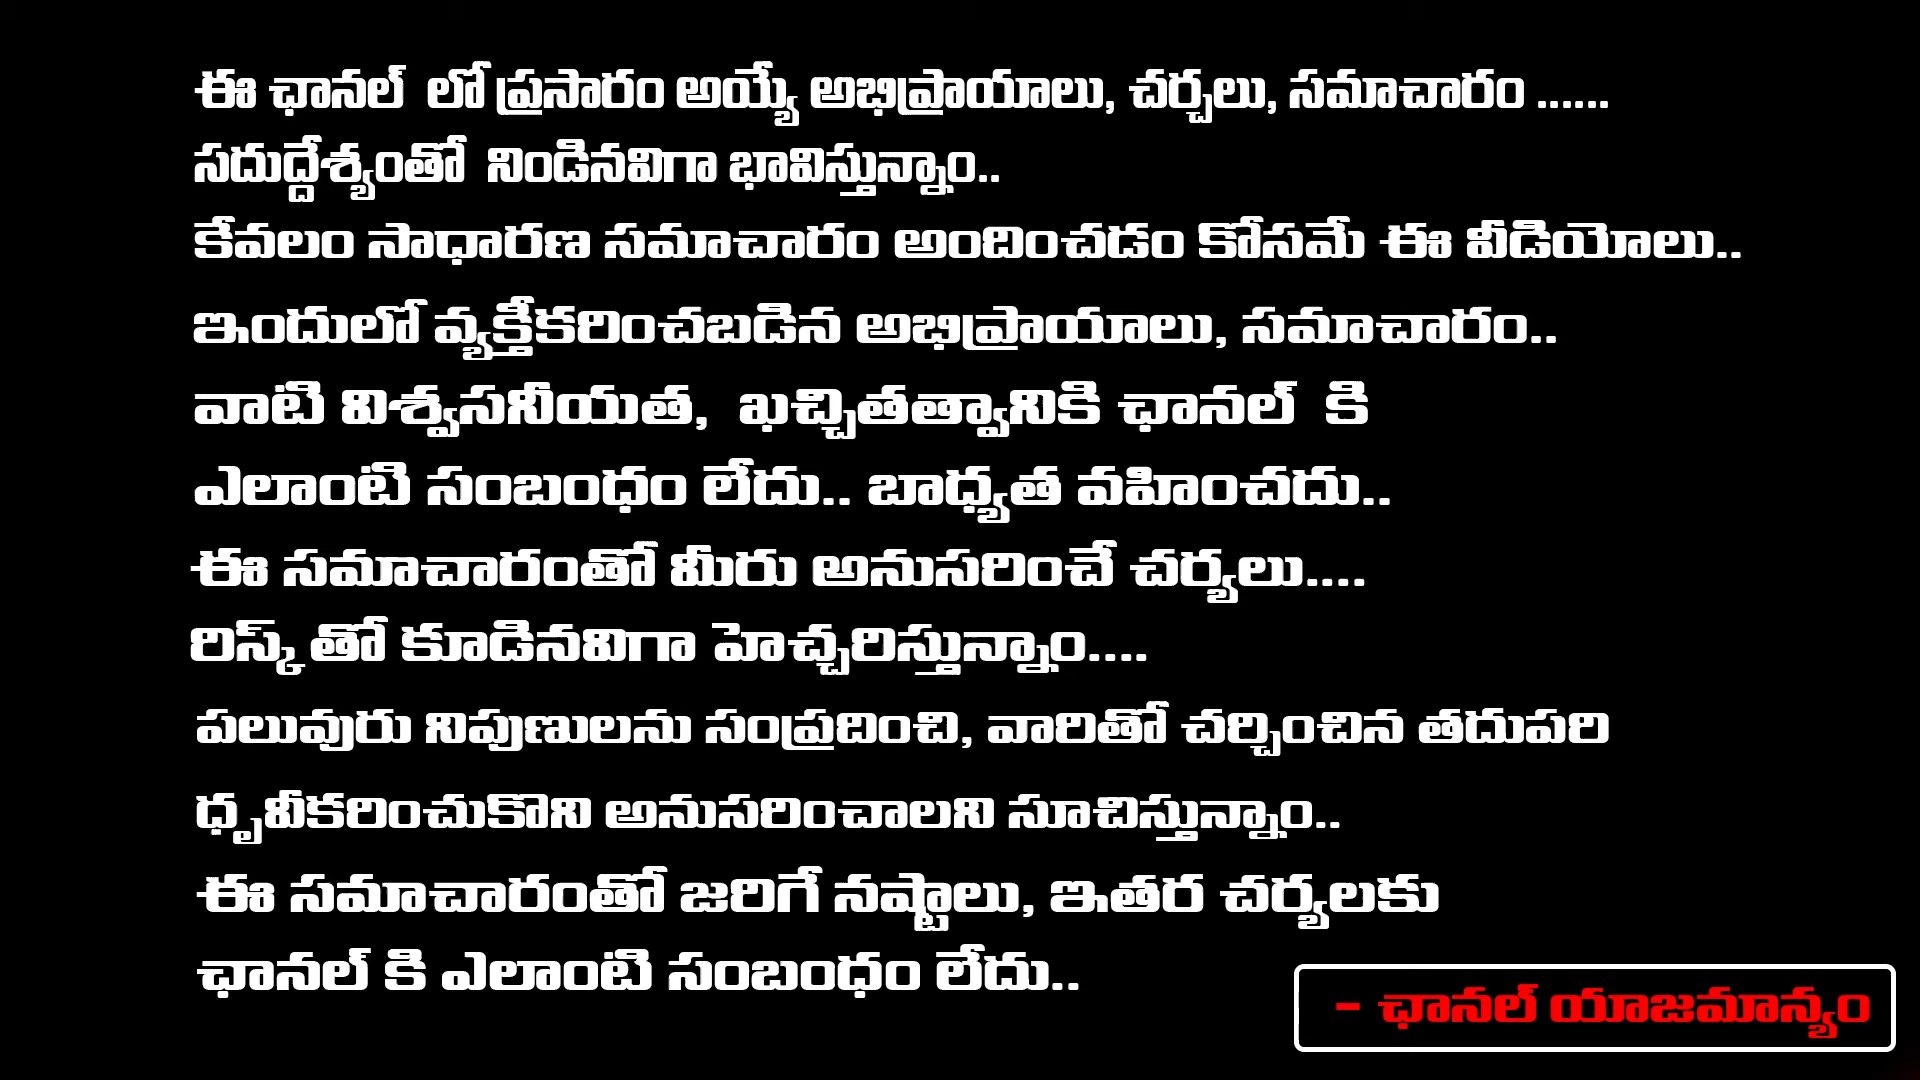 ఈ ఛానల్ లో ప్రసారం అయ్యే అభిప్రాయాలు, చర్చలు, సమాచారం ......
సదుద్దేశ్యంతో నిండినవిగా భావిస్తున్నాం..
కేవలం సాధారణ సమాచారం అందించడం కోసమే ఈ వీడియోలు..
ఇందులో వ్యక్తీకరించబడిన అభిప్రాయాలు, సమాచారం..
వాటి విశ్వసనీయత, ఖచ్చితత్వానికి ఛానల్ కి
ఎలాంటి సంబంధం లేదు.. బాధ్యత వహించదు..
ఈ సమాచారంతో మీరు అనుసరించే చర్యలు....
రిస్క్ తో కూడినవిగా హెచ్చరిస్తున్నాం....
పలువురు నిపుణులను సంప్రదించి, వారితో చర్చించిన తదుపరి
ధృవీకరించుకొని అనుసరించాలని సూచిస్తున్నాం..
ఈ సమాచారంతో జరిగే నష్టాలు, ఇతర చర్యలకు
ఛానల్ కి ఎలాంటి సంబంధం లేదు..
- ఛానల్ యాజమాన్యం